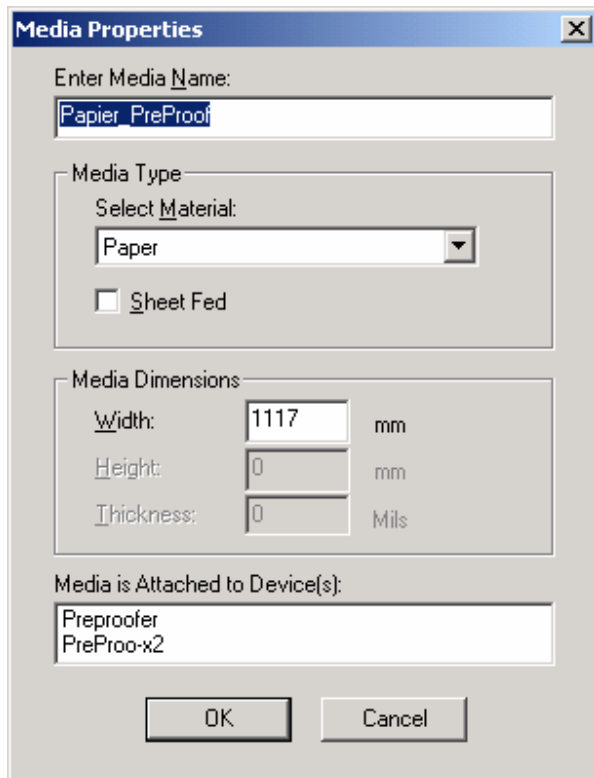 Media Properties
Enter Media Name:
Papier_PreProof
Media Type
Select Material:
Paper
Sheet Fed
Media Dimensions
Width: 1117 mm
Height: 0 mm
Thickness: 0 Mils
Media is Attached to Device(s):
Preproofer
PreProo-x2
OK Cancel